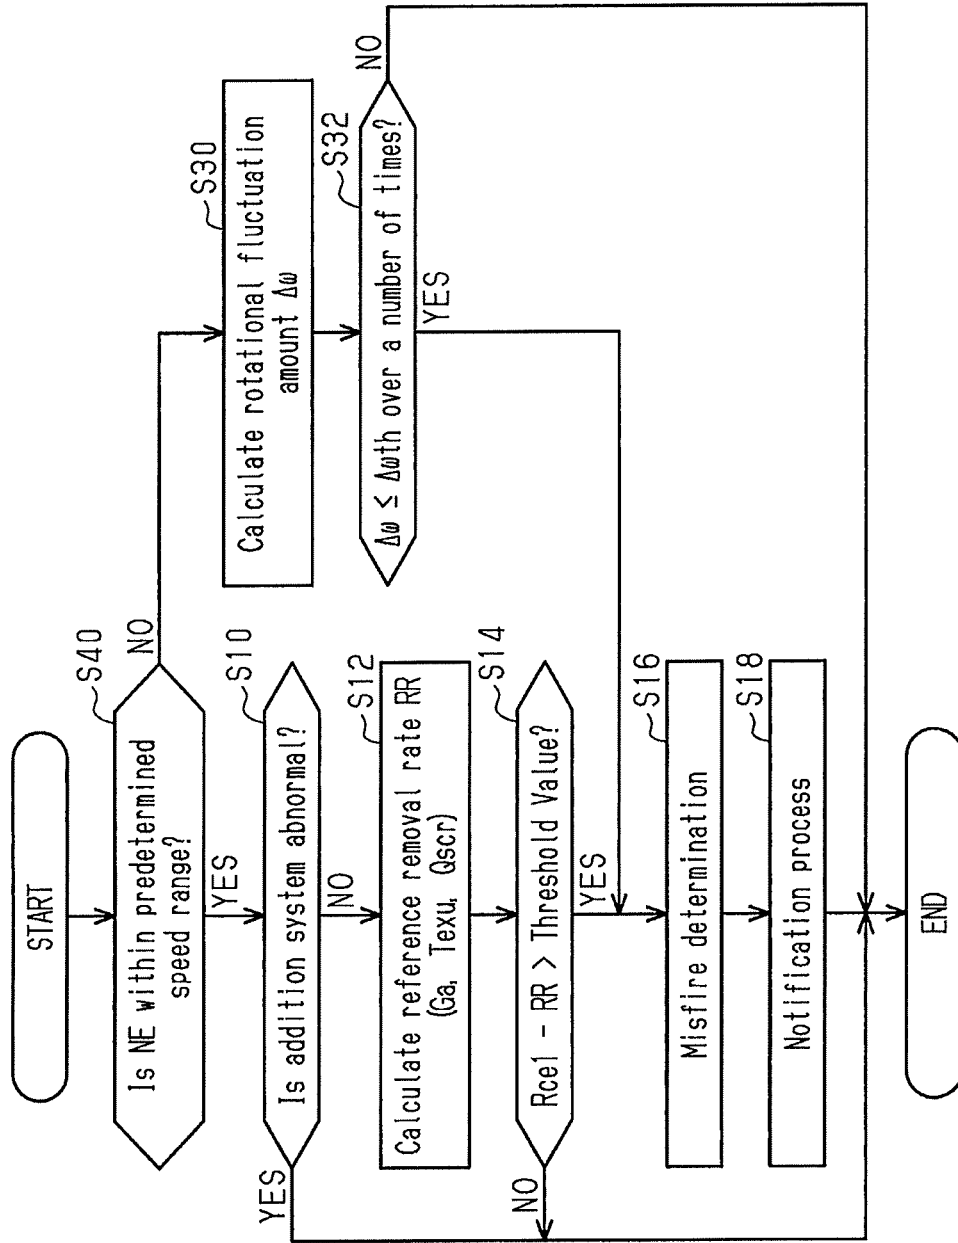 START
Is NE within predetermined
speed range?
S40
NO
YES
Is addition system abnormal?
S10
YES
NO
Calculate reference removal rate RR
(Ga, Texu, Qscr)
S12
Rce1 - RR > Threshold Value?
S14
NO
YES
Misfire determination
S16
Notification process
S18
END
Calculate rotational fluctuation
amount Δω
S30
Δω ≤ Δωth over a number of times?
S32
NO
YES